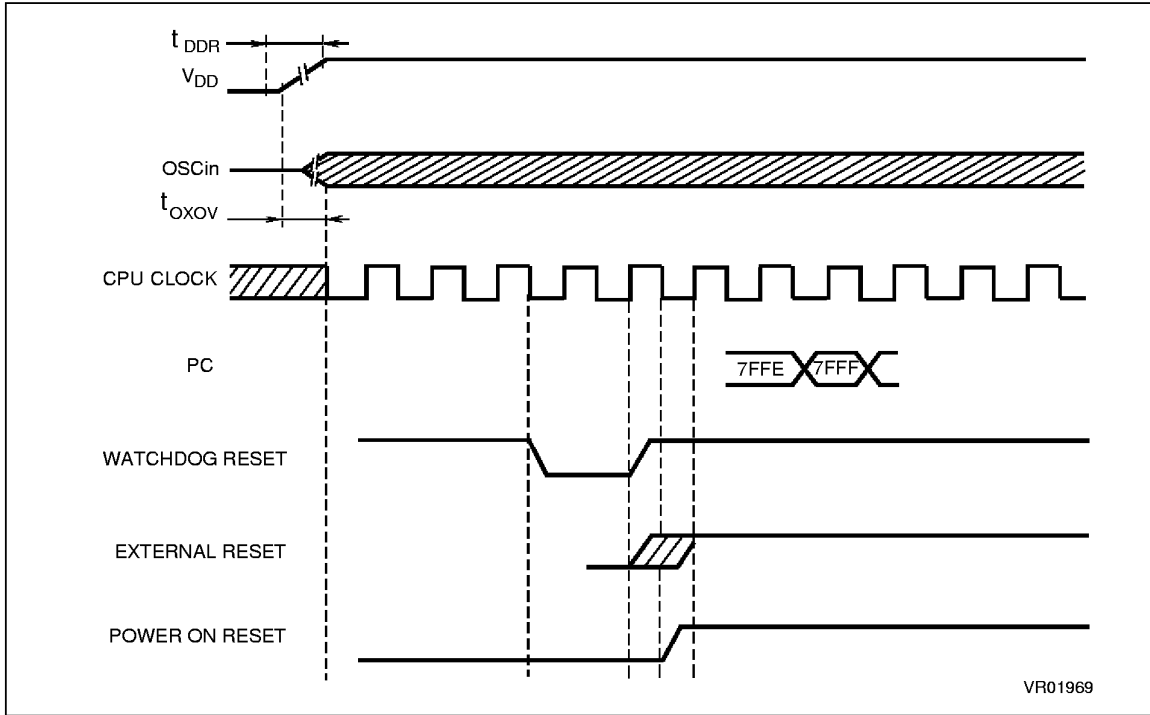 t DDR
VDD
OSCin
t OXOV
CPU CLOCK
PC
7FFE 7FFF
WATCHDOG RESET
EXTERNAL RESET
POWER ON RESET
VR01969